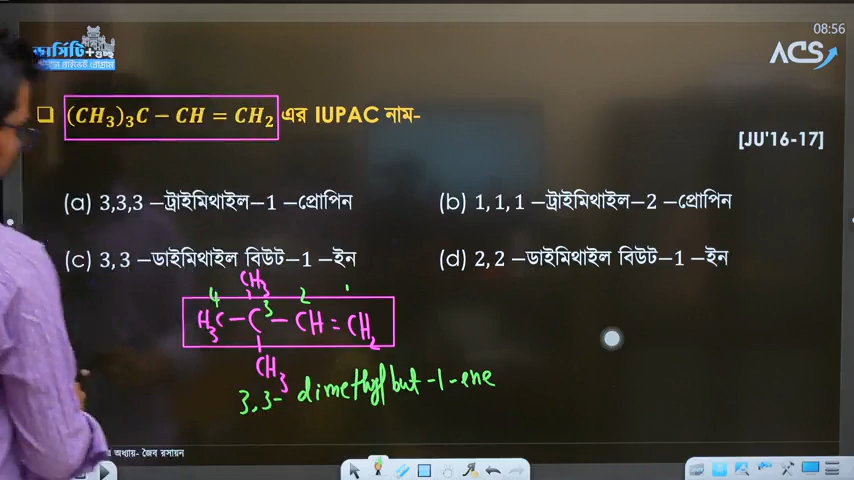 08:56
ভার্সিটি+গুচ্ছ
ACS
❑ (CH₃)₃C − CH = CH₂ এর IUPAC নাম-
[JU'16-17]
(a) 3,3,3 −ট্রাইমিথাইল−1 −প্রোপিন
(b) 1, 1, 1 −ট্রাইমিথাইল−2 −প্রোপিন
(c) 3, 3 −ডাইমিথাইল বিউট−1 −ইন
(d) 2, 2 −ডাইমিথাইল বিউট−1 −ইন
CH₃
4 3 2 1
H₃C − C − CH = CH₂
CH₃
3,3- dimethyl but -1-ene
অধ্যায়- জৈব রসায়ন